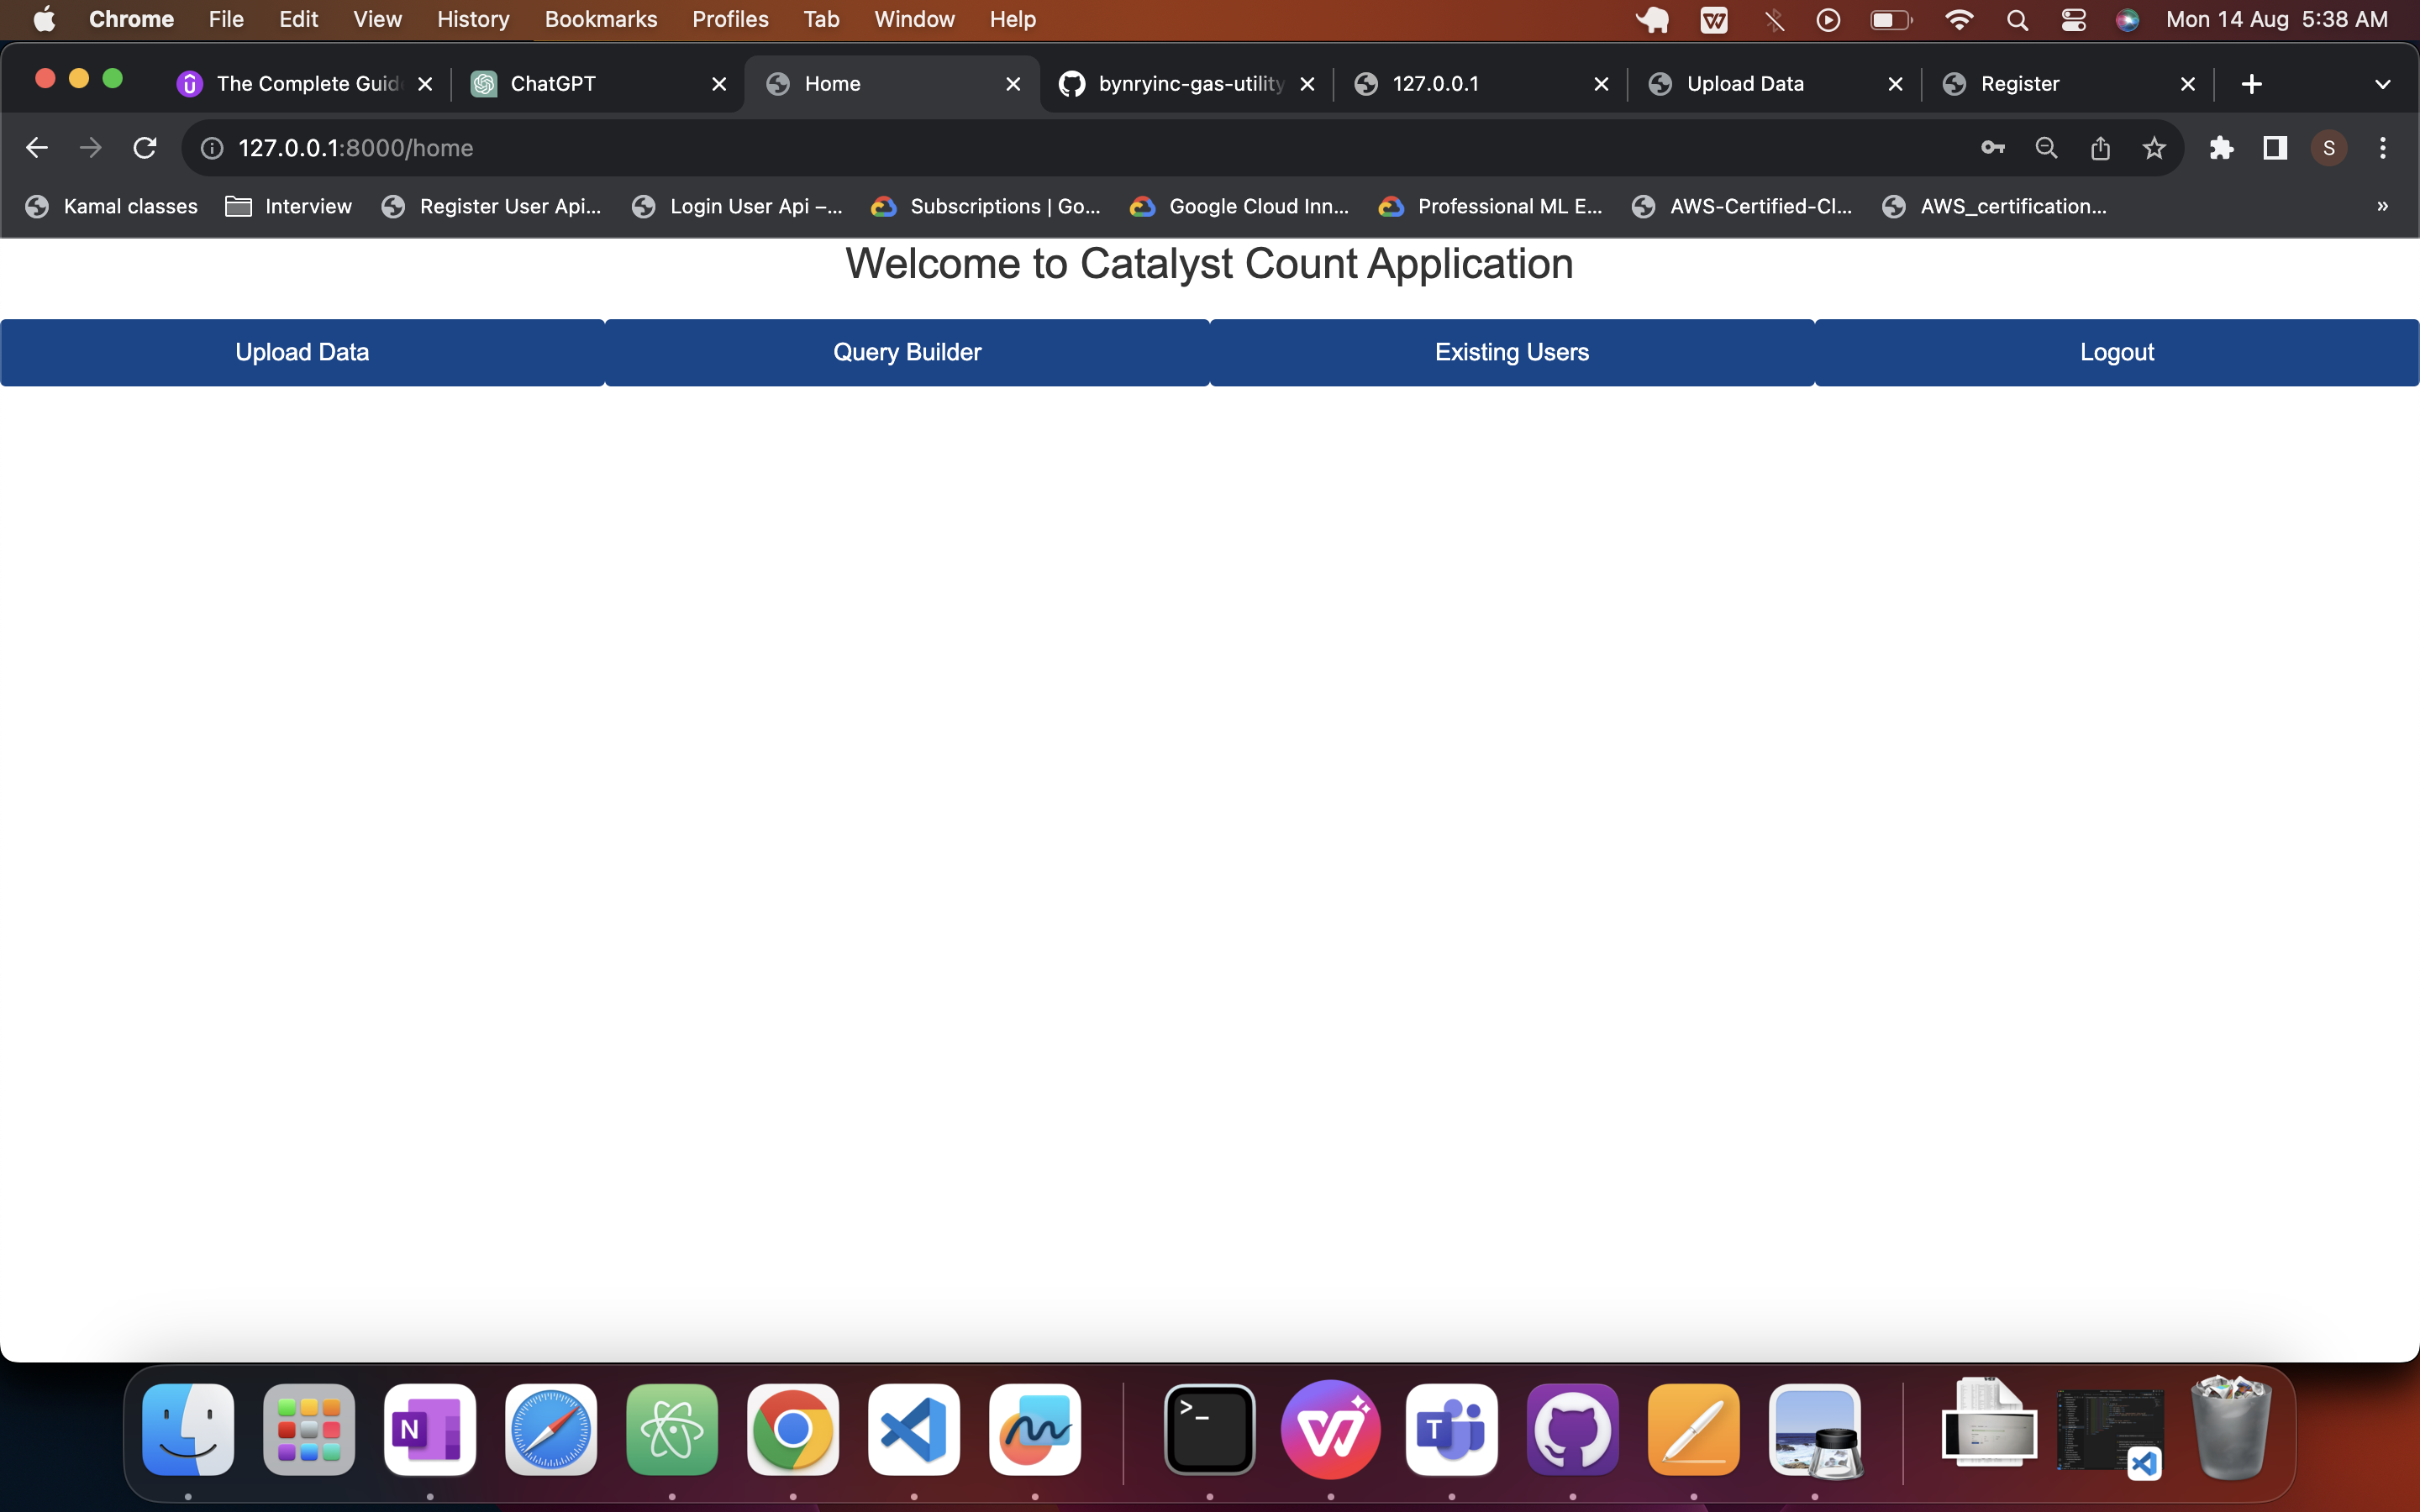 Chrome File Edit View History Bookmarks Profiles Tab Window Help Mon 14 Aug 5:38 AM
The Complete Guid ChatGPT Home bynryinc-gas-utility 127.0.0.1 Upload Data Register
127.0.0.1:8000/home S
Kamal classes Interview Register User Api... Login User Api –... Subscriptions | Go... Google Cloud Inn... Professional ML E... AWS-Certified-Cl... AWS_certification... »
Welcome to Catalyst Count Application
Upload Data Query Builder Existing Users Logout
N >_ T